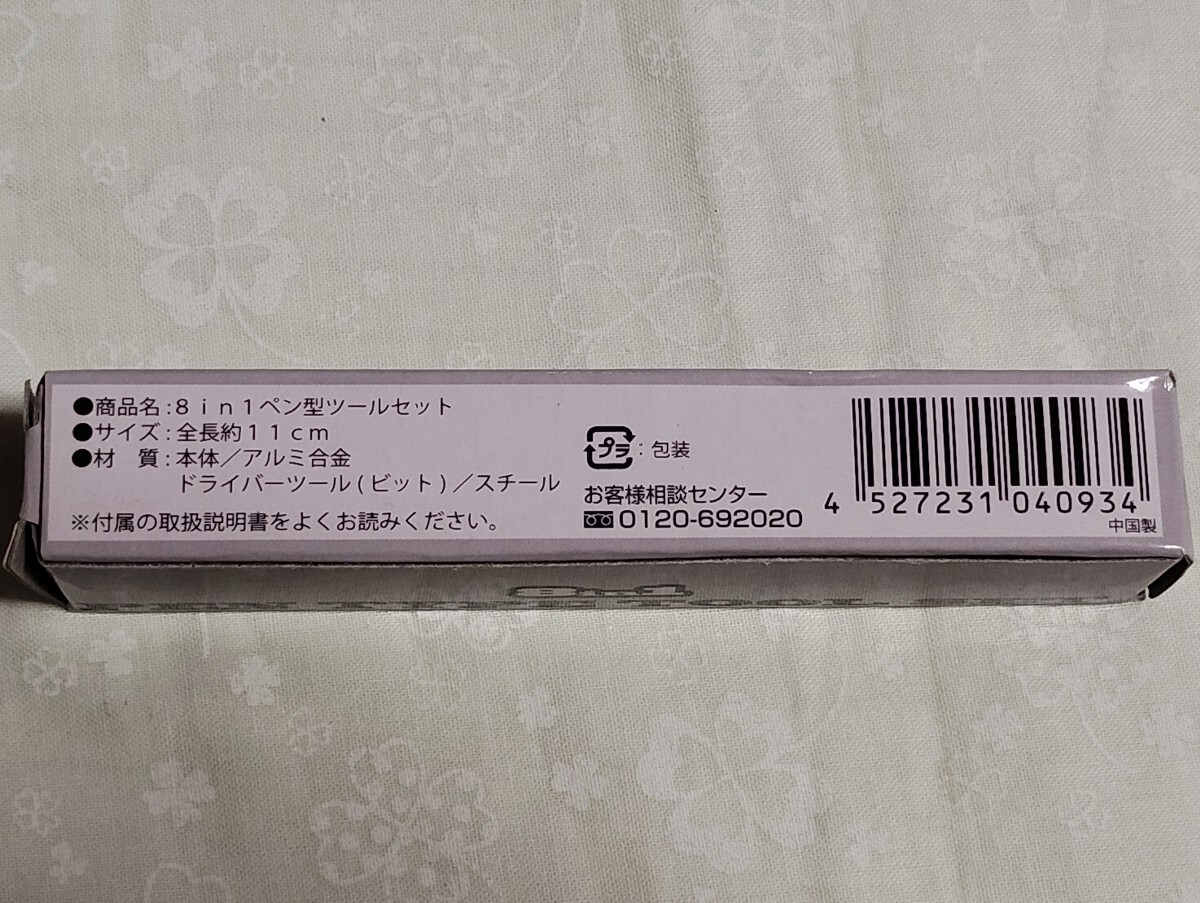 ●商品名:８ｉｎ１ペン型ツールセット
●サイズ:全長約１１ｃｍ
●材　質:本体／アルミ合金
ドライバーツール(ビット)／スチール
※付属の取扱説明書をよくお読みください。
プラ:包装
お客様相談センター
0120-692020
4 527231 040934
中国製